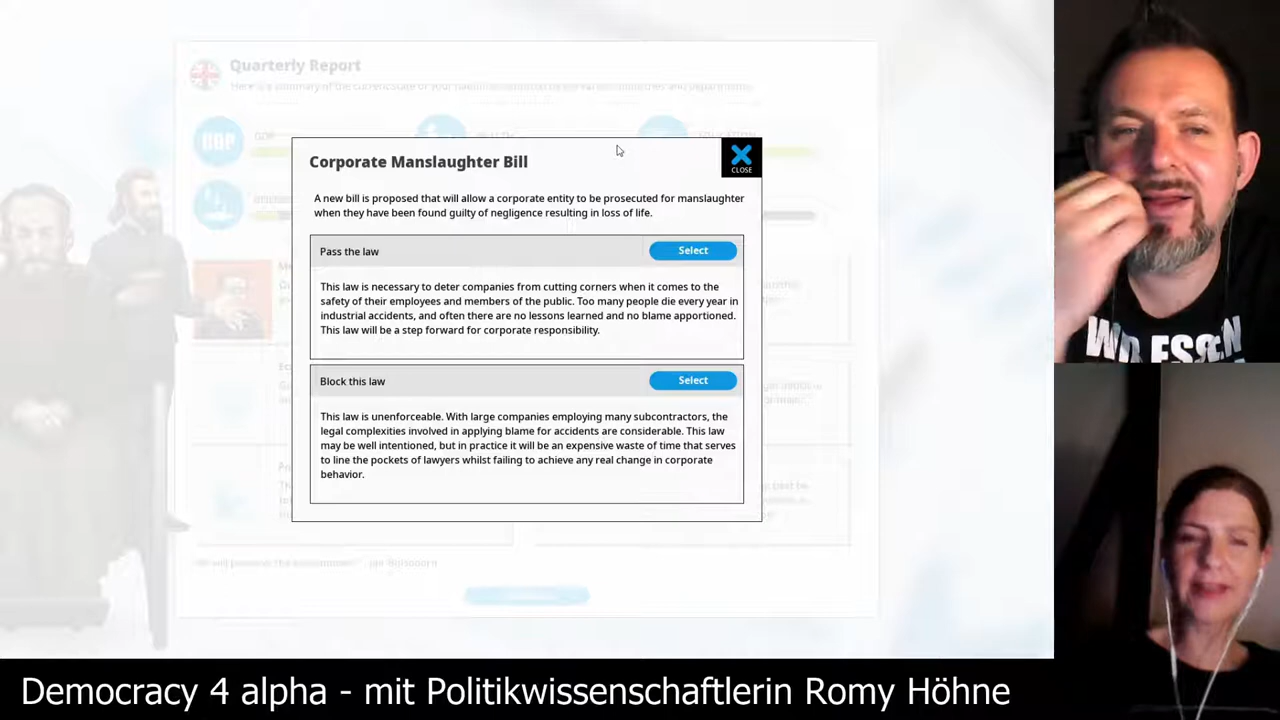 Quarterly Report
Corporate Manslaughter Bill
CLOSE
A new bill is proposed that will allow a corporate entity to be prosecuted for manslaughter
when they have been found guilty of negligence resulting in loss of life.
Pass the law
Select
This law is necessary to deter companies from cutting corners when it comes to the
safety of their employees and members of the public. Too many people die every year in
industrial accidents, and often there are no lessons learned and no blame apportioned.
This law will be a step forward for corporate responsibility.
Block this law
Select
This law is unenforceable. With large companies employing many subcontractors, the
legal complexities involved in applying blame for accidents are considerable. This law
may be well intentioned, but in practice it will be an expensive waste of time that serves
to line the pockets of lawyers whilst failing to achieve any real change in corporate
behavior.
ESSEN
Democracy 4 alpha - mit Politikwissenschaftlerin Romy Höhne